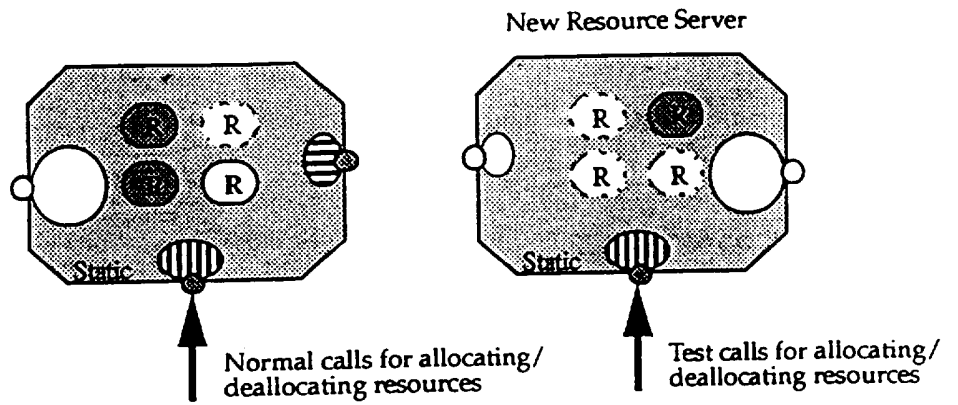 New Resource Server
R R
R R
R R
R R
Static
Static
Normal calls for allocating/
deallocating resources
Test calls for allocating/
deallocating resources